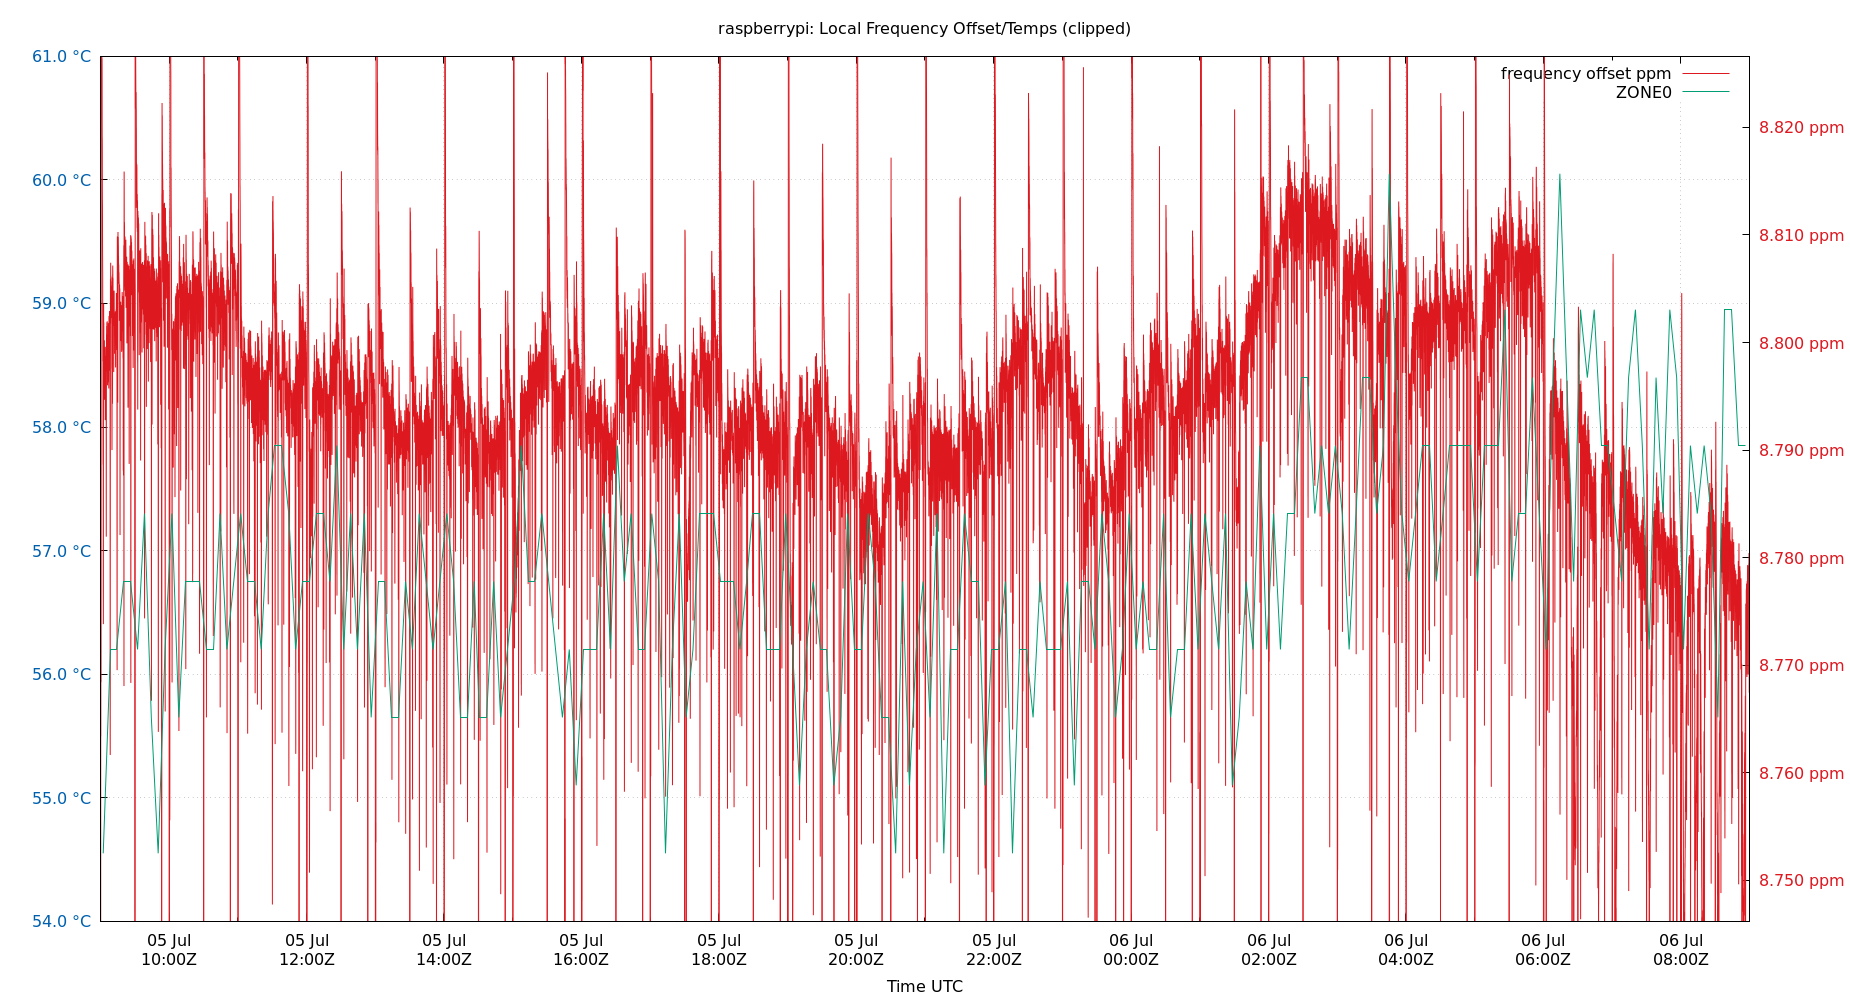 raspberrypi: Local Frequency Offset/Temps (clipped)
61.0 °C
60.0 °C
59.0 °C
58.0 °C
57.0 °C
56.0 °C
55.0 °C
54.0 °C
frequency offset ppm
ZONE0
8.820 ppm
8.810 ppm
8.800 ppm
8.790 ppm
8.780 ppm
8.770 ppm
8.760 ppm
8.750 ppm
05 Jul 05 Jul 05 Jul 05 Jul 05 Jul 05 Jul 05 Jul 06 Jul 06 Jul 06 Jul 06 Jul 06 Jul
10:00Z 12:00Z 14:00Z 16:00Z 18:00Z 20:00Z 22:00Z 00:00Z 02:00Z 04:00Z 06:00Z 08:00Z
Time UTC